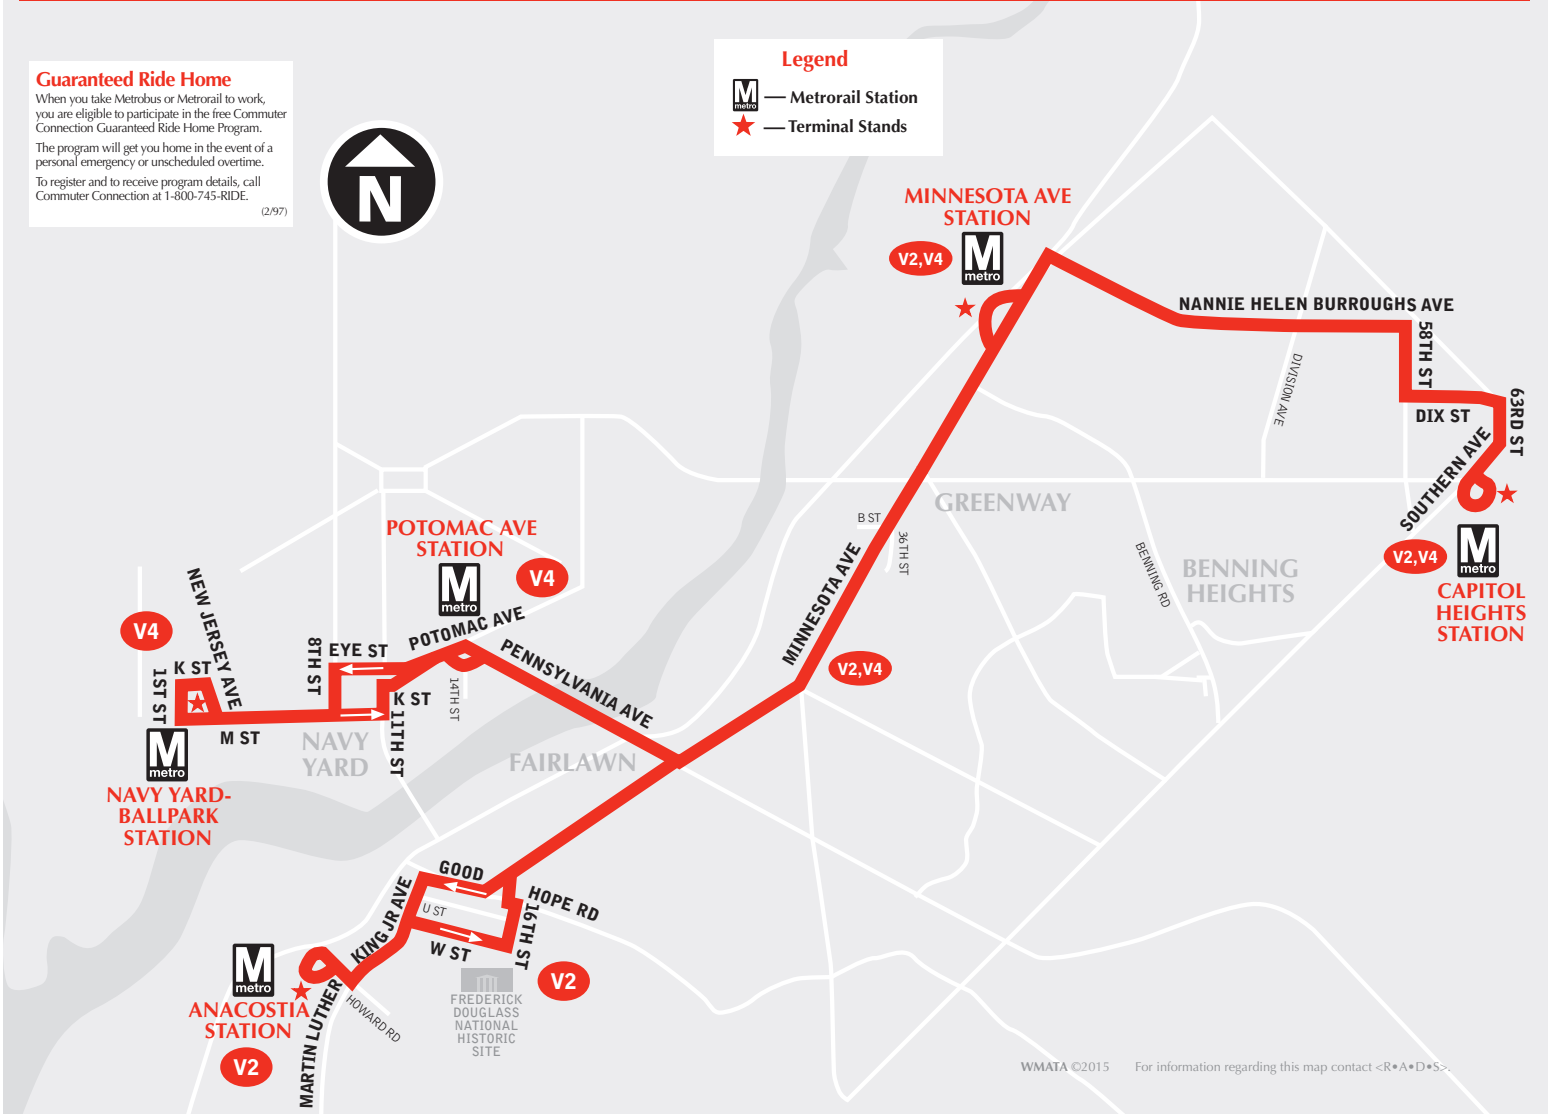 Guaranteed Ride Home
When you take Metrobus or Metrorail to work,
you are eligible to participate in the free Commuter
Connection Guaranteed Ride Home Program.
The program will get you home in the event of a
personal emergency or unscheduled overtime.
To register and to receive program details, call
Commuter Connection at 1-800-745-RIDE.
(2/97)
N
Legend
M
metro
— Metrorail Station
— Terminal Stands
MINNESOTA AVE
STATION
V2,V4
M
metro
NANNIE HELEN BURROUGHS AVE
58TH ST
DIVISION AVE
DIX ST
63RD ST
SOUTHERN AVE
V2,V4
M
metro
CAPITOL
HEIGHTS
STATION
GREENWAY
B ST
36TH ST
BENNING RD
BENNING
HEIGHTS
MINNESOTA AVE
V2,V4
POTOMAC AVE
STATION
M
metro
V4
POTOMAC AVE
PENNSYLVANIA AVE
14TH ST
V4
NEW JERSEY AVE
K ST
1ST ST
M ST
8TH ST
EYE ST
K ST
11TH ST
M
metro
NAVY YARD-
BALLPARK
STATION
NAVY
YARD
FAIRLAWN
GOOD
HOPE RD
U ST
16TH ST
W ST
KING JR AVE
MARTIN LUTHER
HOWARD RD
V2
M
metro
ANACOSTIA
STATION
V2
FREDERICK
DOUGLASS
NATIONAL
HISTORIC
SITE
WMATA ©2015 For information regarding this map contact <R•A•D•S>.